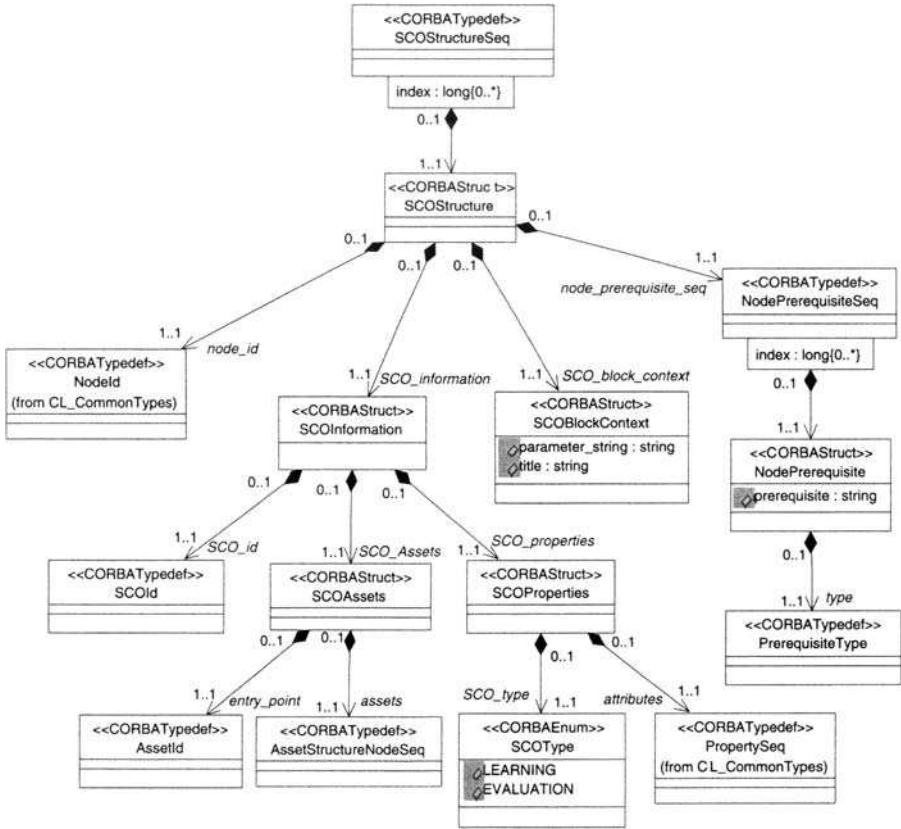 <<CORBATypedef>>
SCOStructureSeq
index : long{0..*}
0..1
1..1
<<CORBAStruc t>>
SCOStructure
0..1
0..1
0..1
0..1
1..1
node_prerequisite_seq
<<CORBATypedef>>
NodePrerequisiteSeq
index : long{0..*}
1..1
node_id
<<CORBATypedef>>
NodeId
(from CL_CommonTypes)
1..1
SCO_information
1..1
SCO_block_context
<<CORBAStruct>>
SCOInformation
<<CORBAStruct>>
SCOBlockContext
parameter_string : string
title : string
0..1
1..1
<<CORBAStruct>>
NodePrerequisite
prerequisite : string
0..1
0..1
0..1
1..1
SCO_id
1..1
SCO_Assets
1..1
SCO_properties
0..1
1..1
type
<<CORBATypedef>>
SCOId
<<CORBAStruct>>
SCOAssets
<<CORBAStruct>>
SCOProperties
<<CORBATypedef>>
PrerequisiteType
0..1
0..1
0..1
0..1
1..1
entry_point
1..1
assets
SCO_type
1..1
attributes
1..1
<<CORBATypedef>>
AssetId
<<CORBATypedef>>
AssetStructureNodeSeq
<<CORBAEnum>>
SCOType
LEARNING
EVALUATION
<<CORBATypedef>>
PropertySeq
(from CL_CommonTypes)